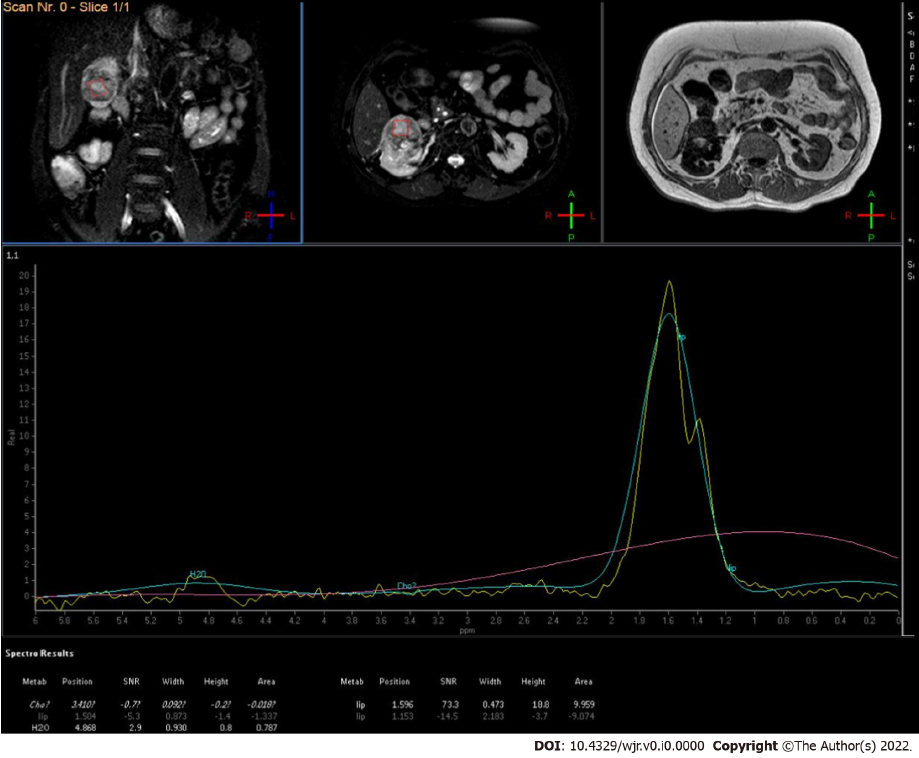 Scan Nr. 0 - Slice 1/1
H
R L
F
A
R L
P
A
R L
P
1.1
20
19
18
17
16
15
14
13
12
11
10
9
8
7
6
5
4
3
2
1
0
Real
lip
H2O
Cho?
lip
6 5.8 5.6 5.4 5.2 5 4.8 4.6 4.4 4.2 4 3.8 3.6 3.4 3.2 3 2.8 2.6 2.4 2.2 2 1.8 1.6 1.4 1.2 1 0.8 0.6 0.4 0.2 0
ppm
Spectro Results
Metab Position SNR Width Height Area
Cho? 3.410? -0.7? 0.092? -0.2? -0.018?
lip 1.504 -5.3 0.873 -1.4 -1.337
H2O 4.868 2.9 0.930 0.8 0.787
Metab Position SNR Width Height Area
lip 1.596 73.3 0.473 18.8 9.959
lip 1.153 -14.5 2.183 -3.7 -9.074
DOI: 10.4329/wjr.v0.i0.0000 Copyright ©The Author(s) 2022.